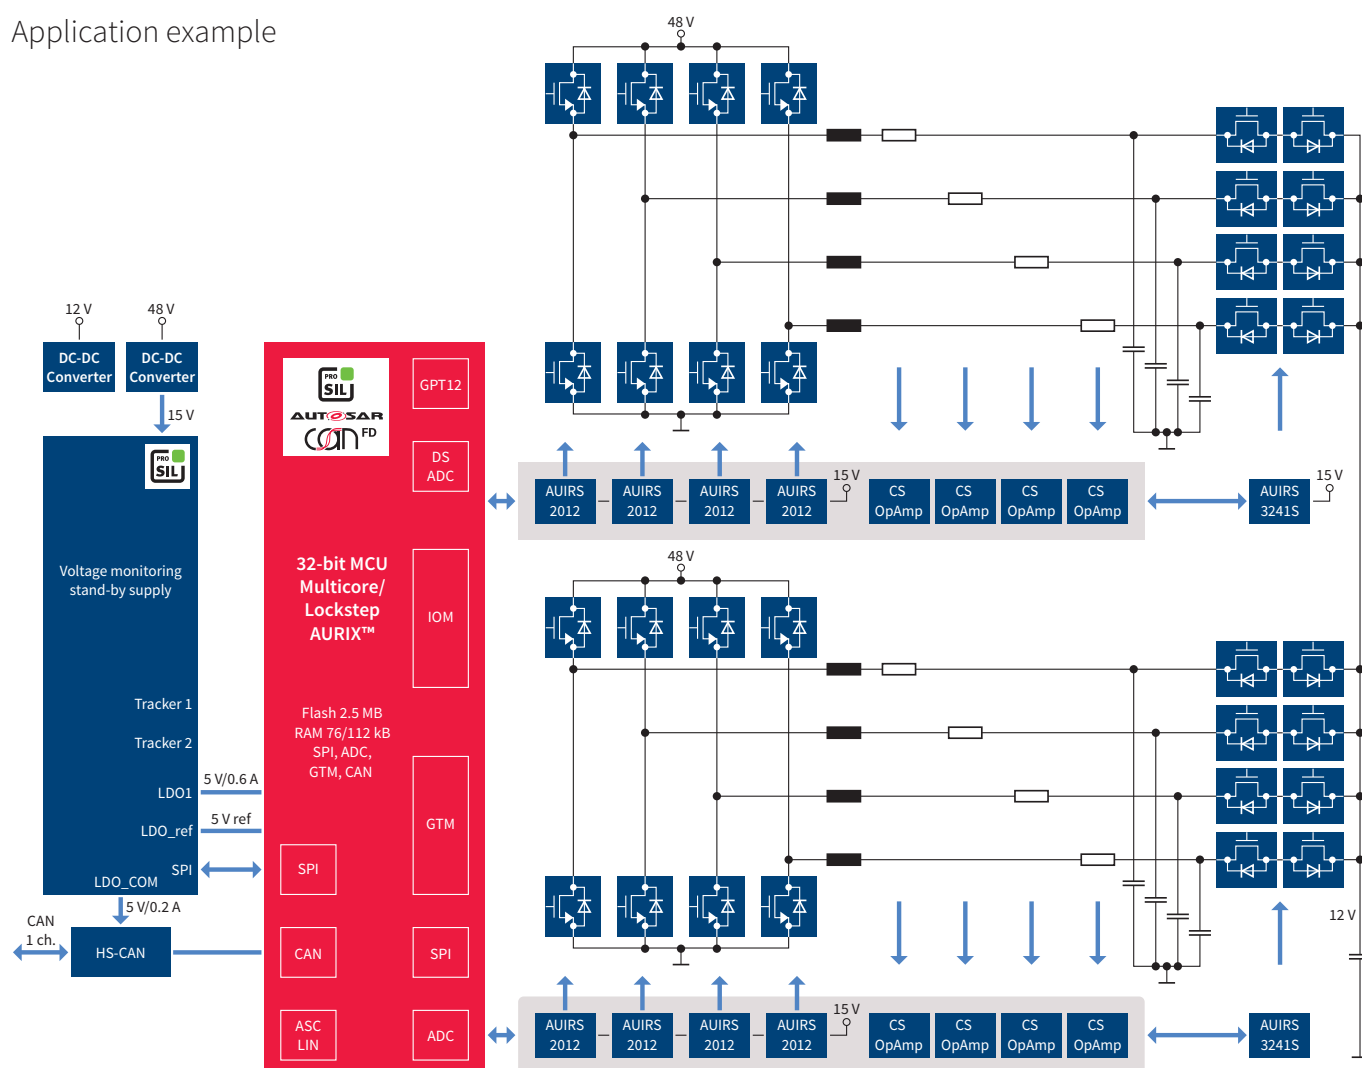 Application example
48 V
12 V
48 V
DC-DC
Converter
DC-DC
Converter
15 V
PRO
SIL
Voltage monitoring
stand-by supply
Tracker 1
Tracker 2
LDO1
LDO_ref
SPI
LDO_COM
5 V/0.6 A
5 V ref
5 V/0.2 A
CAN
1 ch.
HS-CAN
PRO
SIL
AUTOSAR
CAN FD
32-bit MCU
Multicore/
Lockstep
AURIX™
Flash 2.5 MB
RAM 76/112 kB
SPI, ADC,
GTM, CAN
GPT12
DS
ADC
IOM
GTM
SPI
CAN
SPI
ASC
LIN
ADC
AUIRS
2012
AUIRS
2012
AUIRS
2012
AUIRS
2012
15 V
CS
OpAmp
CS
OpAmp
CS
OpAmp
CS
OpAmp
AUIRS
3241S
15 V
48 V
12 V
AUIRS
2012
AUIRS
2012
AUIRS
2012
AUIRS
2012
15 V
CS
OpAmp
CS
OpAmp
CS
OpAmp
CS
OpAmp
AUIRS
3241S